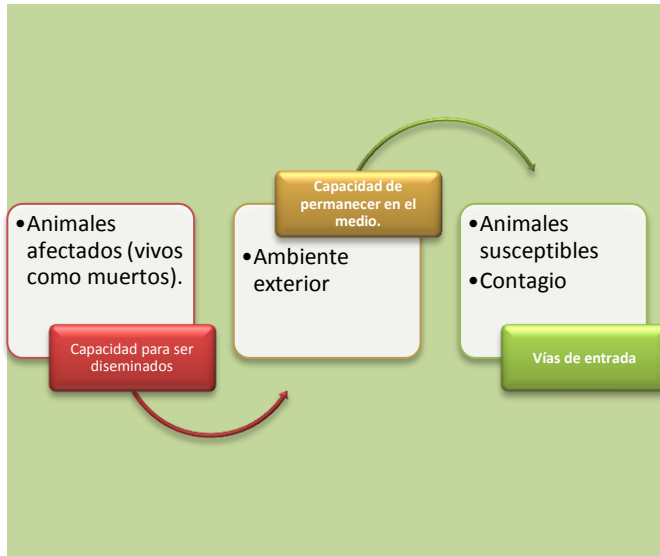 •Animales
afectados (vivos
como muertos).
Capacidad para ser
diseminados
Capacidad de
permanecer en el
medio.
•Ambiente
exterior
•Animales
susceptibles
•Contagio
Vías de entrada